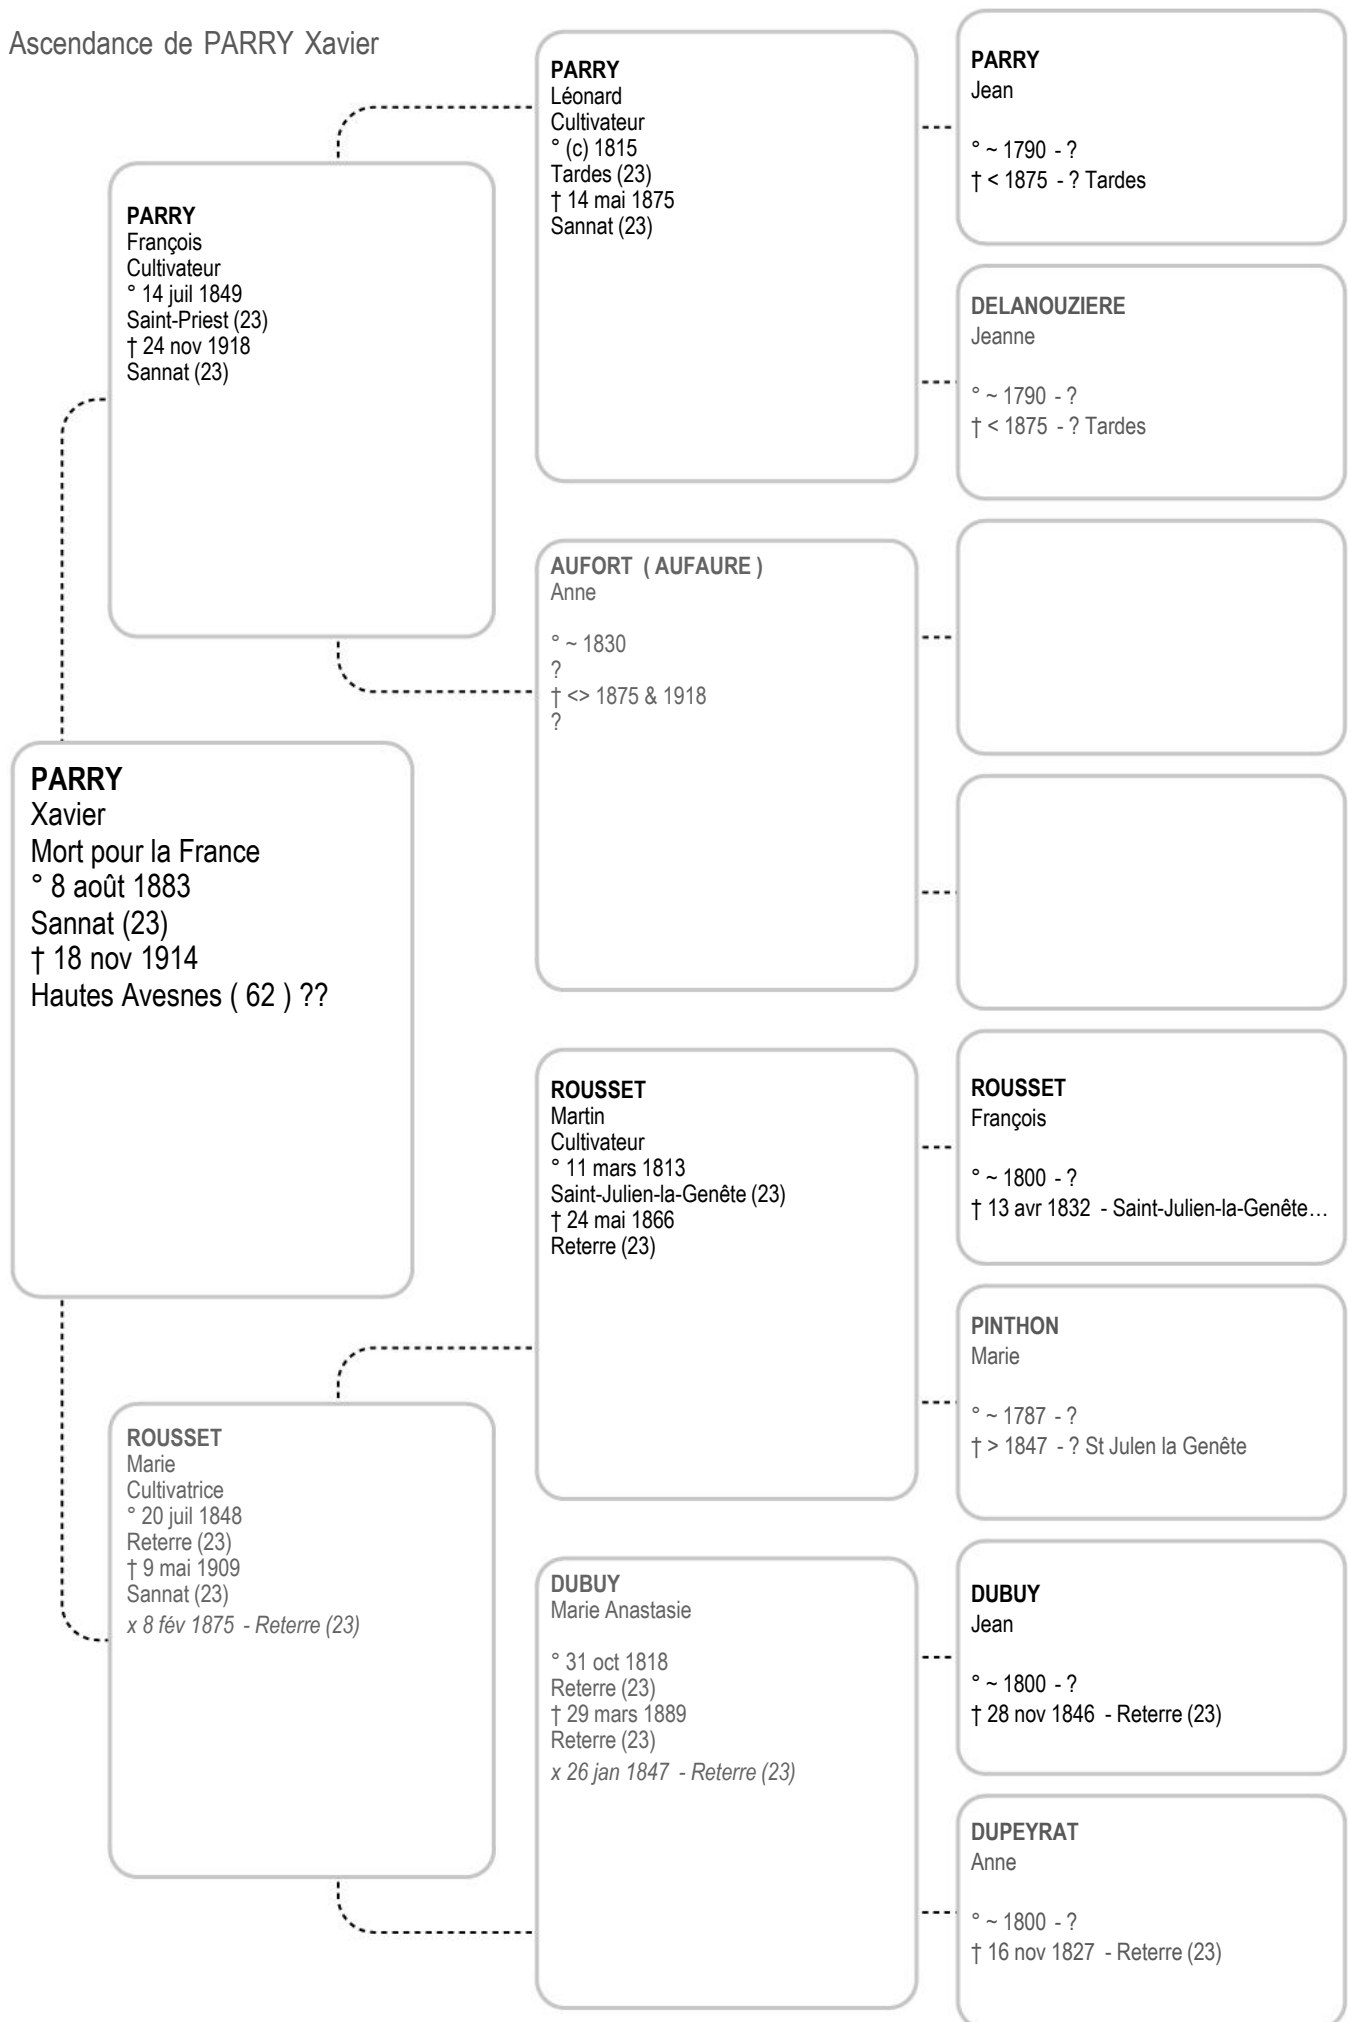 Ascendance de PARRY Xavier
PARRY
Xavier
Mort pour la France
° 8 août 1883
Sannat (23)
† 18 nov 1914
Hautes Avesnes ( 62 ) ??
PARRY
François
Cultivateur
° 14 juil 1849
Saint-Priest (23)
† 24 nov 1918
Sannat (23)
ROUSSET
Marie
Cultivatrice
° 20 juil 1848
Reterre (23)
† 9 mai 1909
Sannat (23)
x 8 fév 1875 - Reterre (23)
PARRY
Léonard
Cultivateur
° (c) 1815
Tardes (23)
† 14 mai 1875
Sannat (23)
AUFORT ( AUFAURE )
Anne
° ~ 1830
?
† <> 1875 & 1918
?
ROUSSET
Martin
Cultivateur
° 11 mars 1813
Saint-Julien-la-Genête (23)
† 24 mai 1866
Reterre (23)
DUBUY
Marie Anastasie
° 31 oct 1818
Reterre (23)
† 29 mars 1889
Reterre (23)
x 26 jan 1847 - Reterre (23)
PARRY
Jean
° ~ 1790 - ?
† < 1875 - ? Tardes
DELANOUZIERE
Jeanne
° ~ 1790 - ?
† < 1875 - ? Tardes
ROUSSET
François
° ~ 1800 - ?
† 13 avr 1832 - Saint-Julien-la-Genête…
PINTHON
Marie
° ~ 1787 - ?
† > 1847 - ? St Julen la Genête
DUBUY
Jean
° ~ 1800 - ?
† 28 nov 1846 - Reterre (23)
DUPEYRAT
Anne
° ~ 1800 - ?
† 16 nov 1827 - Reterre (23)